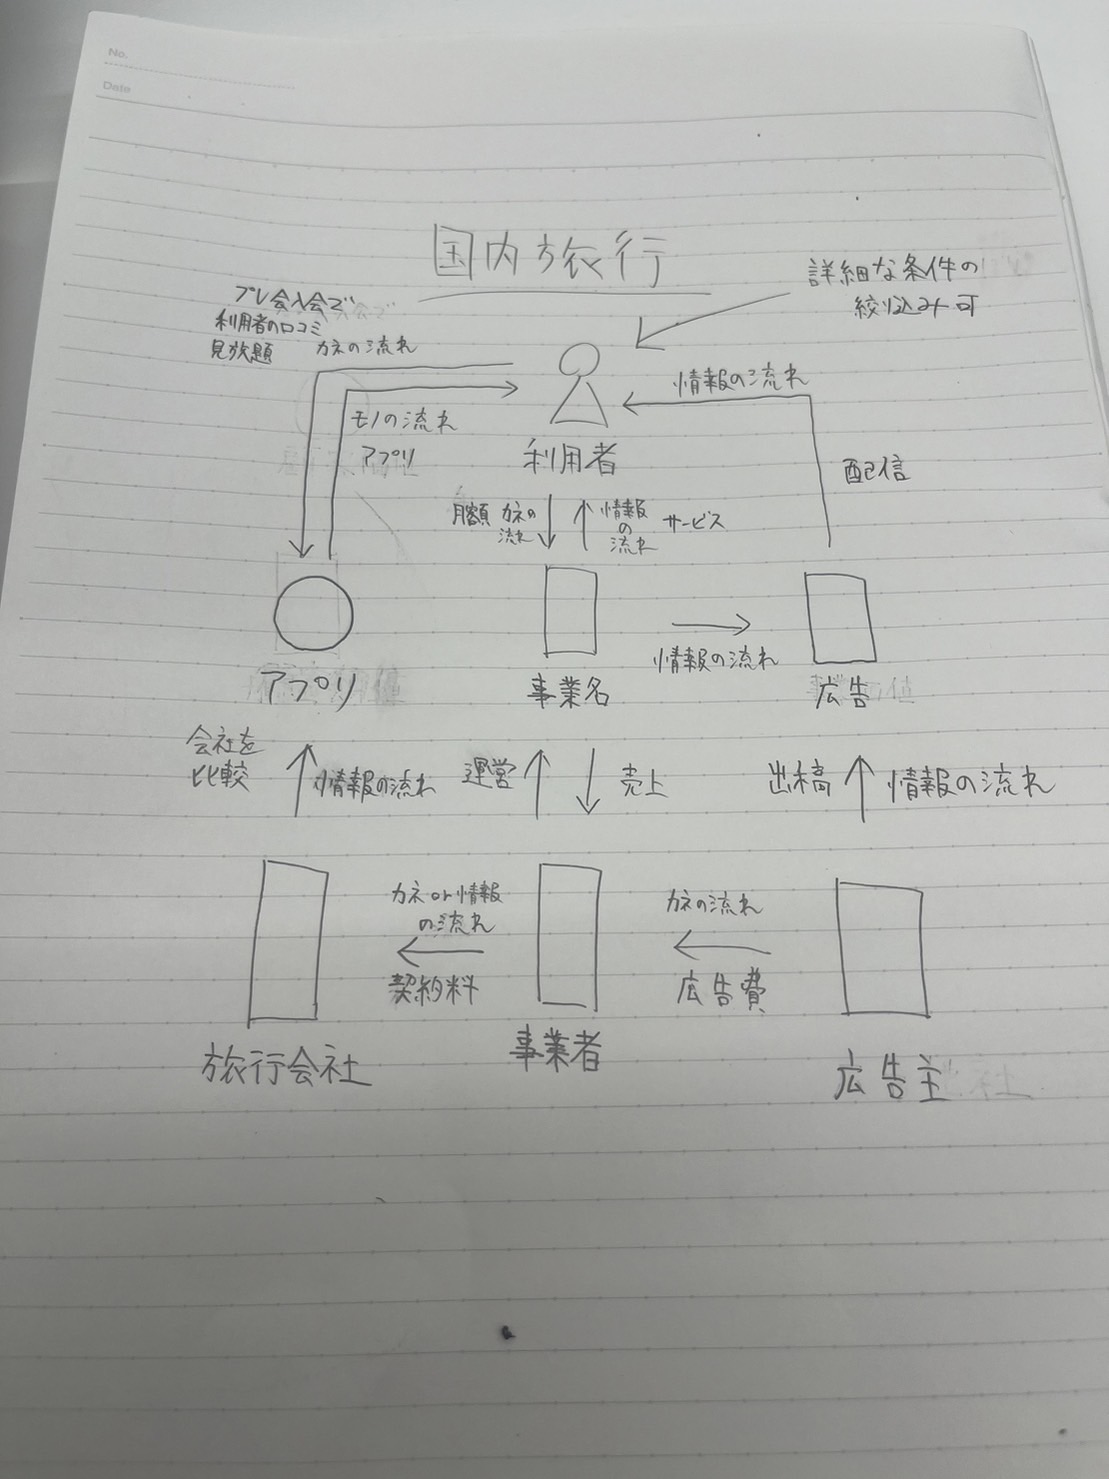 No.
Date
国内旅行
詳細な条件の
絞り込み可
プレ会入会で
利用者の口コミ
見放題
カネの流れ
情報の流れ
モノの流れ
アプリ
利用者
配信
月額 カネの
流れ
情報
の
流れ
サービス
アプリ
事業名
情報の流れ
広告
会社を
比較
情報の流れ
運営
売上
出稿
情報の流れ
カネor情報
の流れ
契約料
カネの流れ
広告費
旅行会社
事業者
広告主